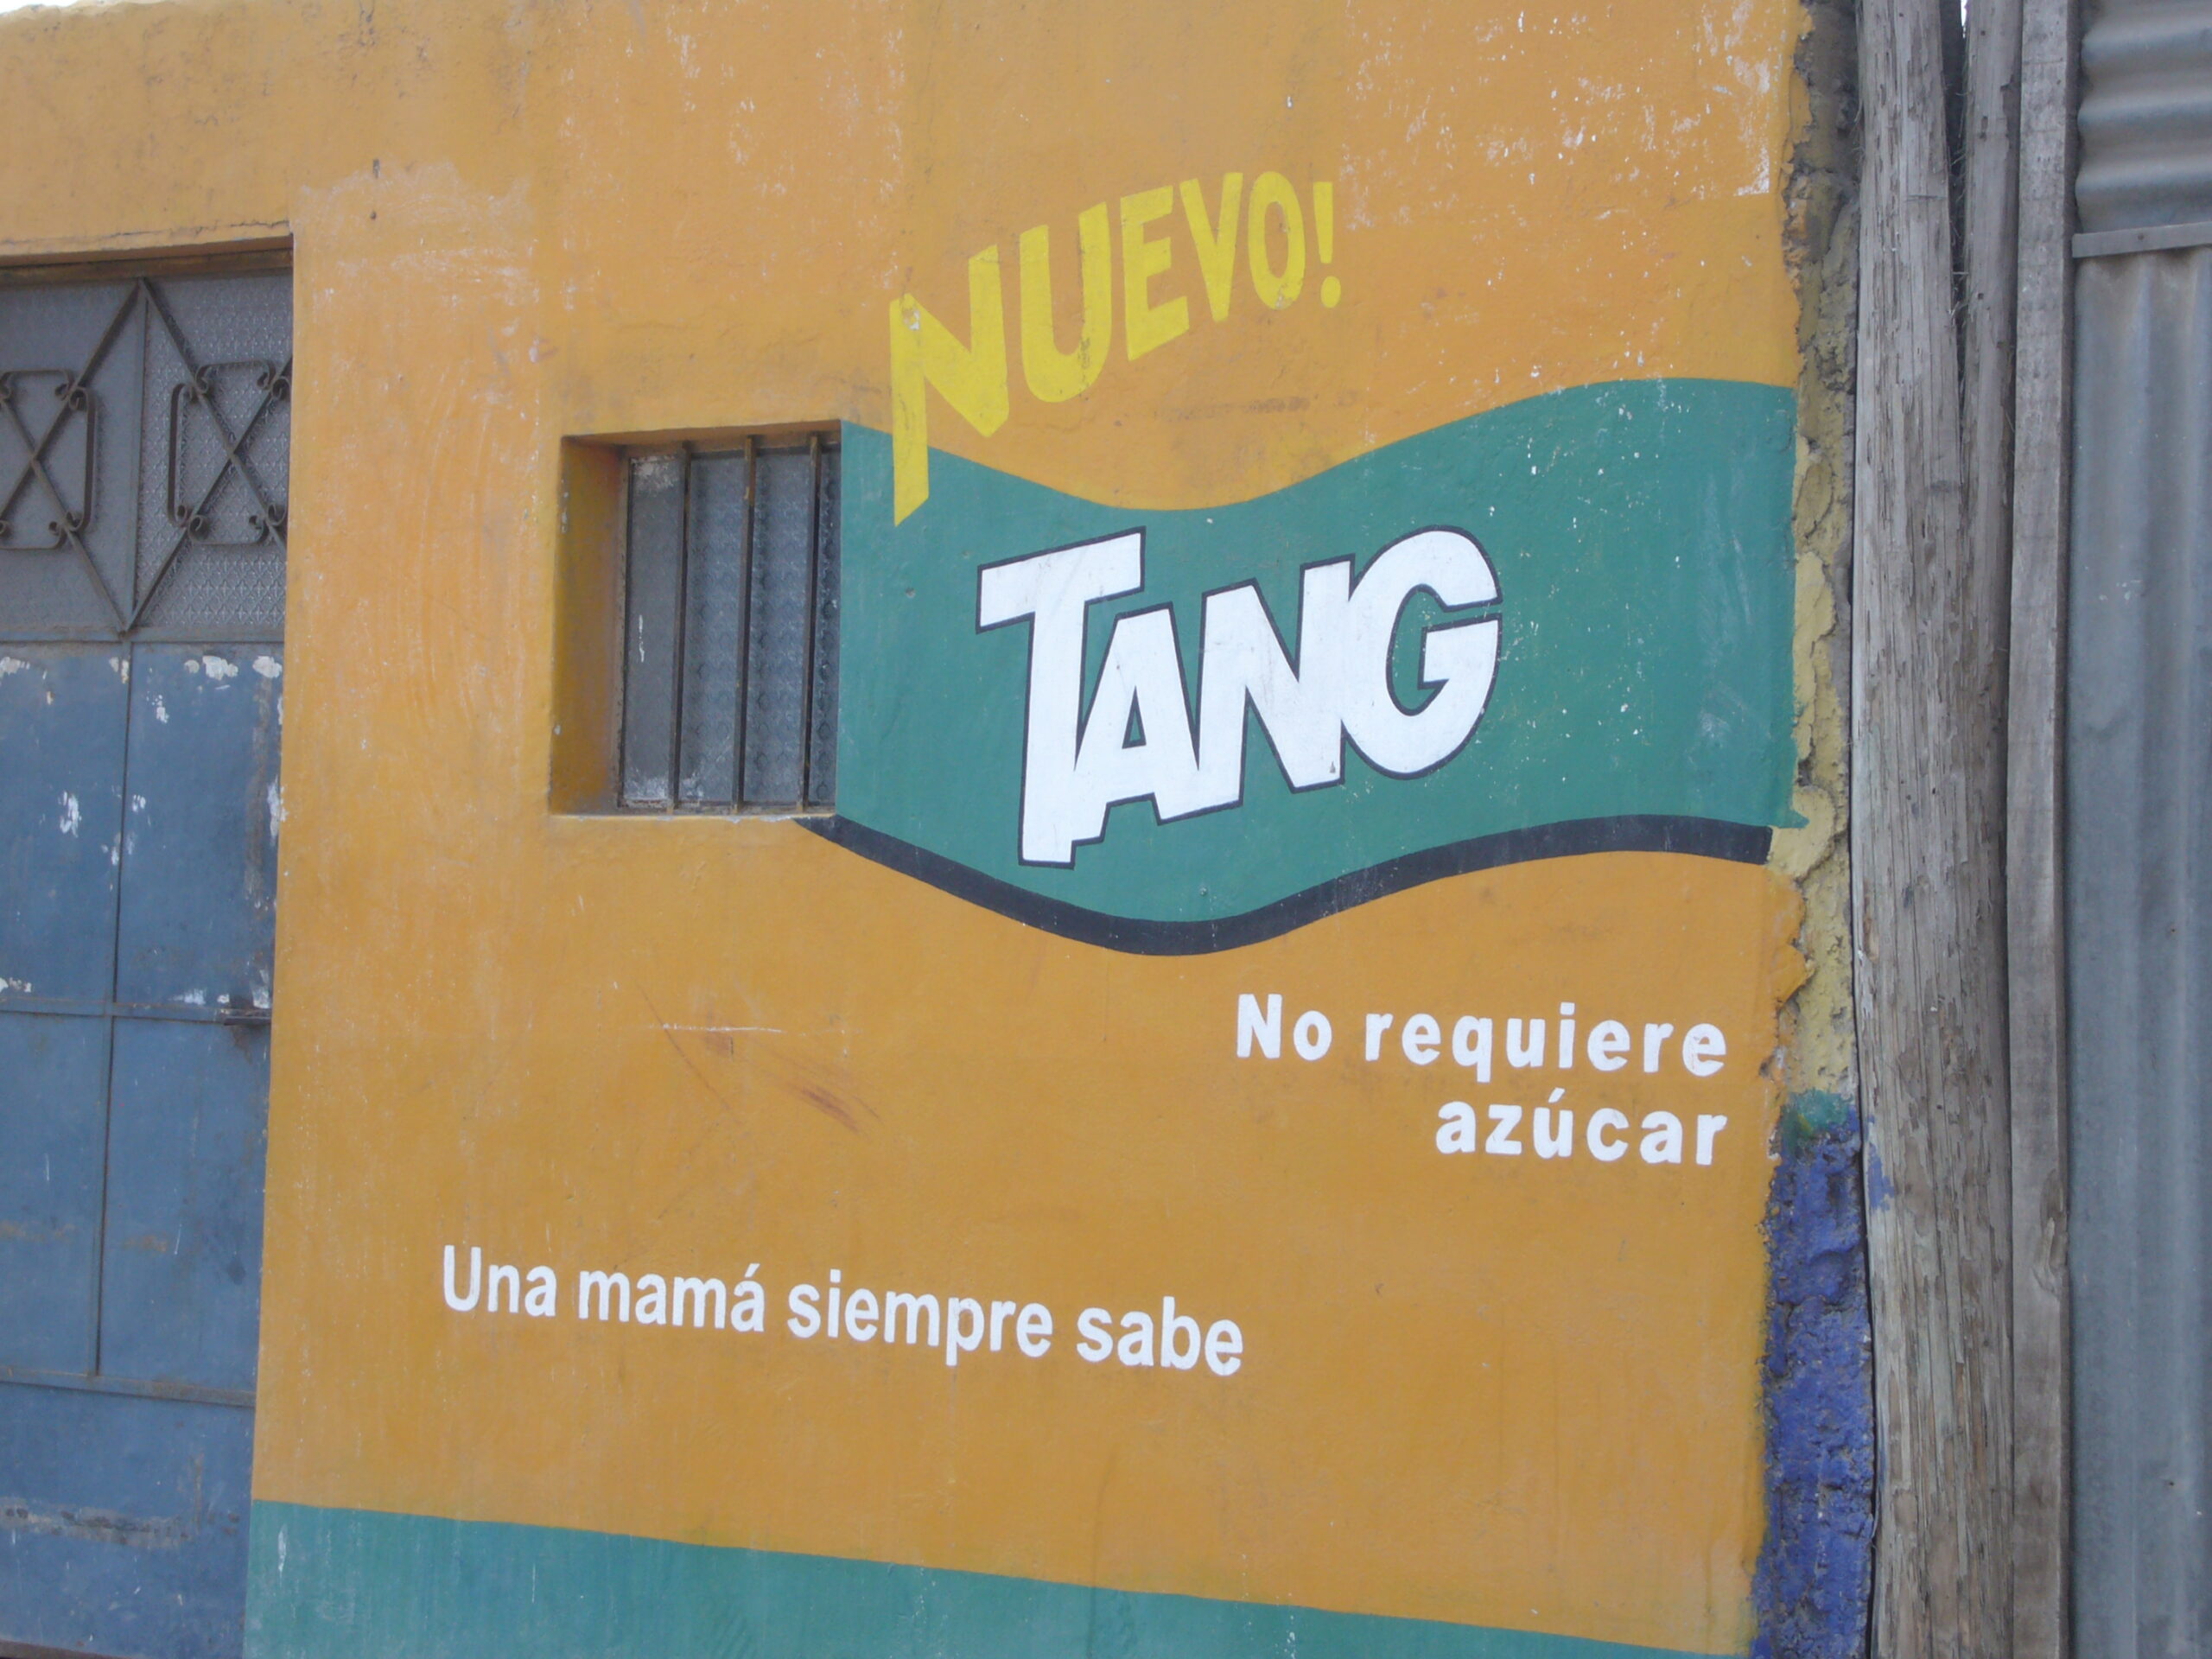 NUEVO!
TANG
No requiere
azúcar
Una mamá siempre sabe